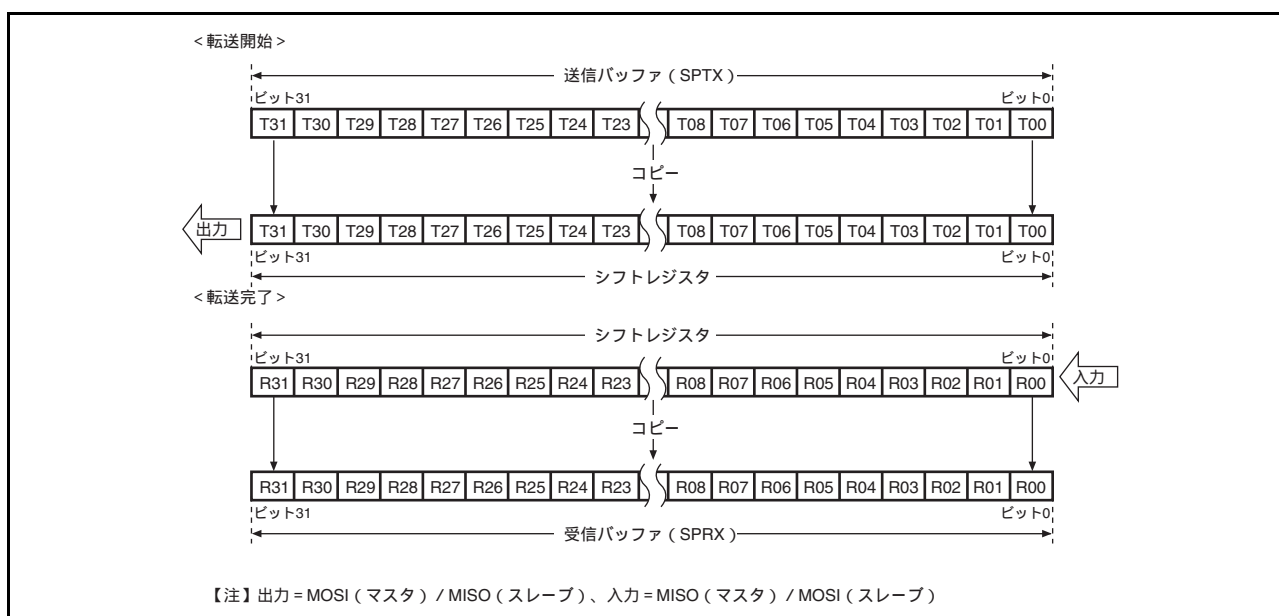 <転送開始>
送信バッファ(SPTX)
ビット31 ビット0
T31 T30 T29 T28 T27 T26 T25 T24 T23 T08 T07 T06 T05 T04 T03 T02 T01 T00
コピー
出力 T31 T30 T29 T28 T27 T26 T25 T24 T23 T08 T07 T06 T05 T04 T03 T02 T01 T00
ビット31 ビット0
シフトレジスタ
<転送完了>
シフトレジスタ
ビット31 ビット0
R31 R30 R29 R28 R27 R26 R25 R24 R23 R08 R07 R06 R05 R04 R03 R02 R01 R00 入力
コピー
R31 R30 R29 R28 R27 R26 R25 R24 R23 R08 R07 R06 R05 R04 R03 R02 R01 R00
ビット31 ビット0
受信バッファ(SPRX)
【注】出力=MOSI(マスタ)/MISO(スレーブ)、入力=MISO(マスタ)/MOSI(スレーブ)